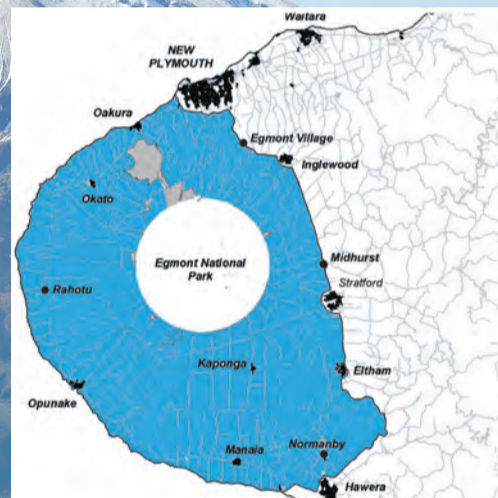 Waitara
NEW
PLYMOUTH
Oakura
Egmont Village
Inglewood
Okato
Egmont National
Park
Midhurst
Rahotu
Stratford
Kaponga
Eltham
Opunake
Manaia
Normanby
Hawera